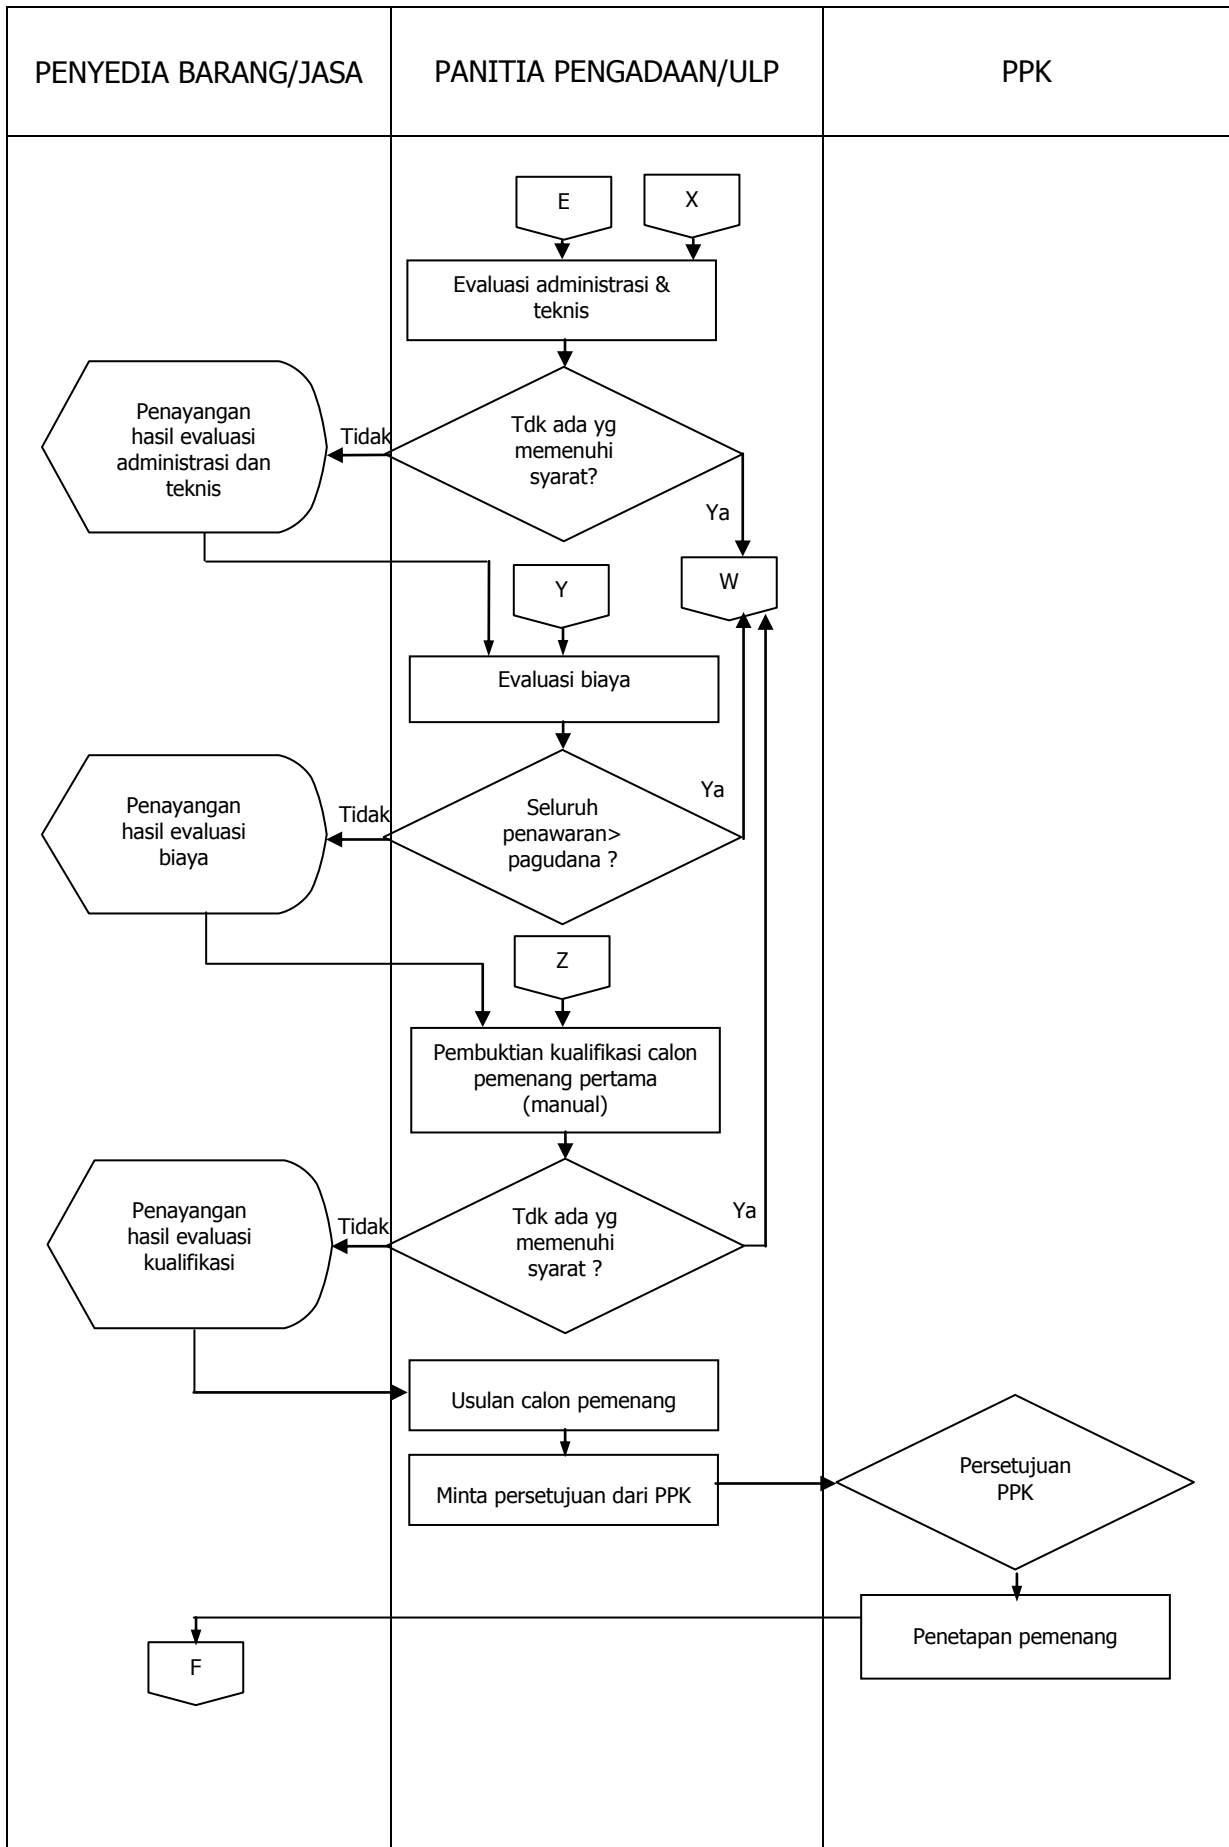 PENYEDIA BARANG/JASA
PANITIA PENGADAAN/ULP
PPK
E
X
Evaluasi administrasi &
teknis
Penayangan
hasil evaluasi
administrasi dan
teknis
Tidak
Tdk ada yg
memenuhi
syarat?
Ya
W
Y
Evaluasi biaya
Penayangan
hasil evaluasi
biaya
Tidak
Seluruh
penawaran>
pagudana ?
Ya
Z
Pembuktian kualifikasi calon
pemenang pertama
(manual)
Penayangan
hasil evaluasi
kualifikasi
Tidak
Tdk ada yg
memenuhi
syarat ?
Ya
Usulan calon pemenang
Minta persetujuan dari PPK
Persetujuan
PPK
Penetapan pemenang
F